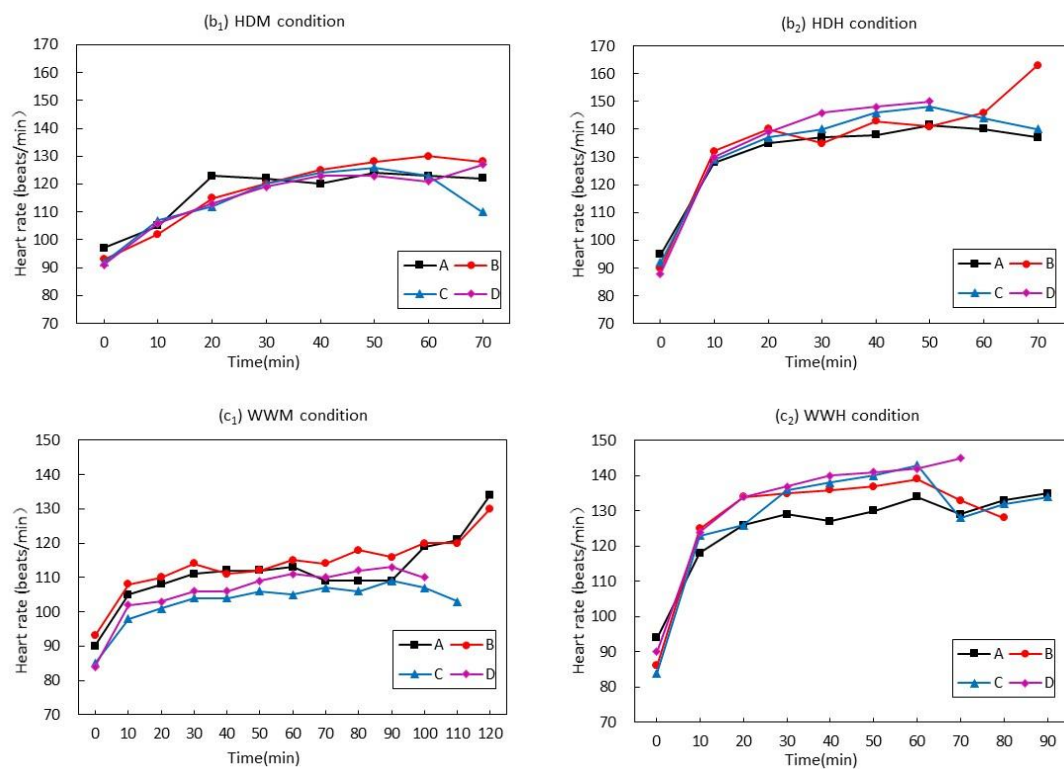 (b₁) HDM condition
Heart rate (beats/min)
170
160
150
140
130
120
110
100
90
80
70
A B
C D
0 10 20 30 40 50 60 70
Time(min)
(b₂) HDH condition
Heart rate (beats/min)
170
160
150
140
130
120
110
100
90
80
70
A B
C D
0 10 20 30 40 50 60 70
Time(min)
(c₁) WWM condition
Heart rate (beats/min)
150
140
130
120
110
100
90
80
70
A B
C D
0 10 20 30 40 50 60 70 80 90 100 110 120
Time(min)
(c₂) WWH condition
Heart rate (beats/min)
150
140
130
120
110
100
90
80
70
A B
C D
0 10 20 30 40 50 60 70 80 90
Time(min)